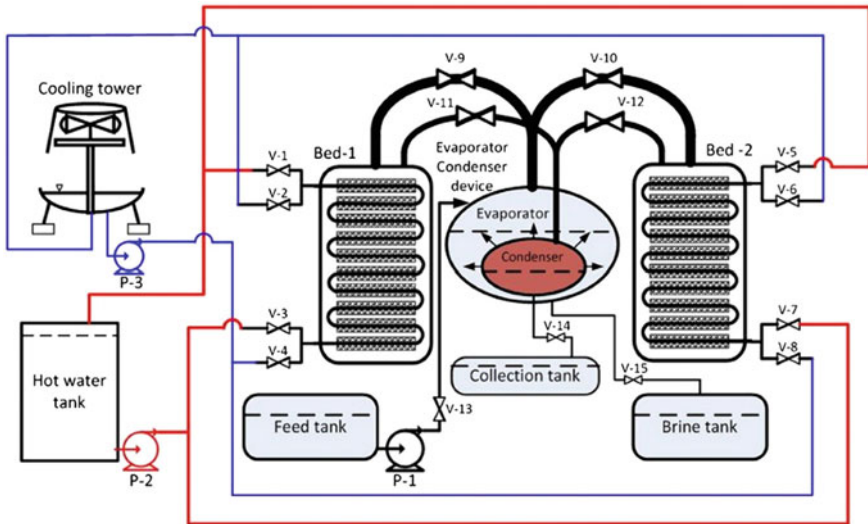 V-9
V-10
Cooling tower
V-11
V-12
Bed-1
Evaporator
Condenser
device
Bed -2
V-1
V-5
V-2
V-6
Evaporator
Condenser
P-3
V-3
V-7
V-14
V-4
V-8
V-15
Hot water
tank
Collection tank
V-13
Feed tank
Brine tank
P-2
P-1